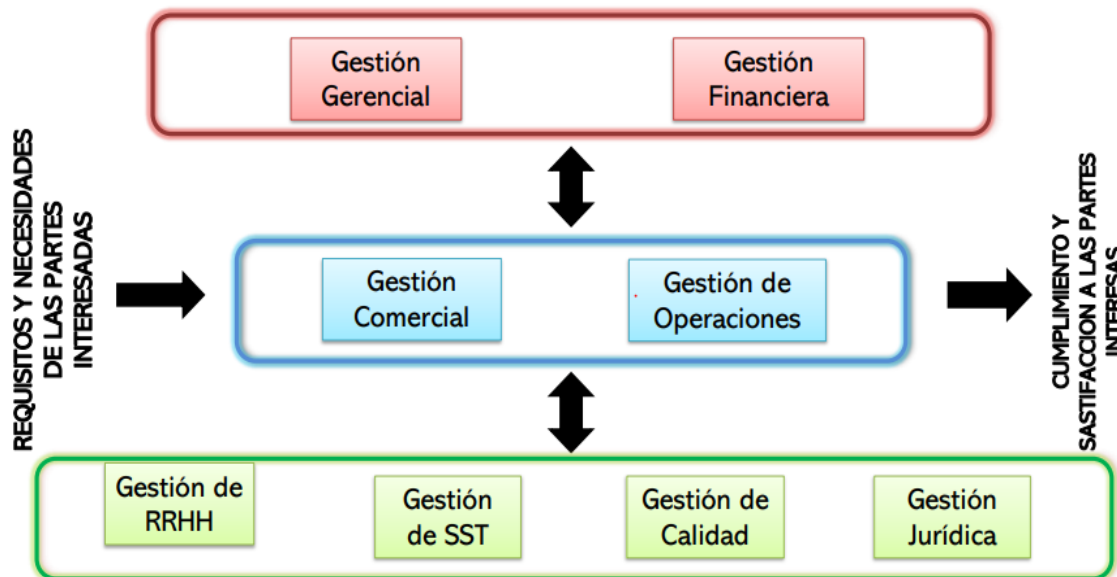 Gestión
Gerencial
Gestión
Financiera
REQUISITOS Y NECESIDADES
DE LAS PARTES
INTERESADAS
Gestión
Comercial
Gestión de
Operaciones
CUMPLIMIENTO Y
SASTIFACCION A LAS PARTES
INTERESAS
Gestión de
RRHH
Gestión
de SST
Gestión de
Calidad
Gestión
Jurídica